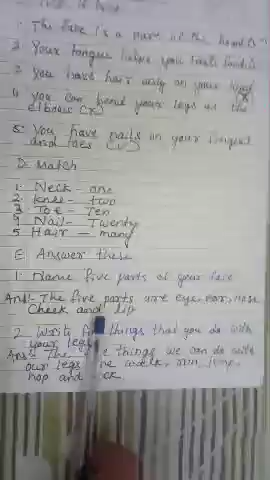 1. The face is a part of the head
2. Your tongue helps you taste food
3. You have hair only on your head (x)
4. you can bend your legs at the
elbows (x)
5. You have nails on your fingers
and toes (✓)
D. Match
1. Neck - one
2. Knee - two
3. Toe - Ten
4. Nail - Twenty
5. Hair - many
E. Answer these
1. Name five parts of your face
Ans:- The five parts are eye, ear, nose
Cheek and lip
2. Write things that you do with
your legs
Ans:- The things we can do with
our legs walk, run, jump,
hop and